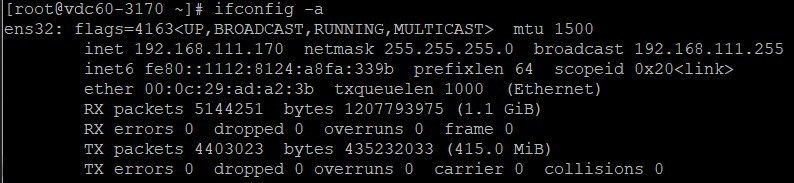 [root@vdc60-3170 ~]# ifconfig -a
ens32: flags=4163<UP,BROADCAST,RUNNING,MULTICAST>  mtu 1500
        inet 192.168.111.170  netmask 255.255.255.0  broadcast 192.168.111.255
        inet6 fe80::1112:8124:a8fa:339b  prefixlen 64  scopeid 0x20<link>
        ether 00:0c:29:ad:a2:3b  txqueuelen 1000  (Ethernet)
        RX packets 5144251  bytes 1207793975 (1.1 GiB)
        RX errors 0  dropped 0  overruns 0  frame 0
        TX packets 4403023  bytes 435232033 (415.0 MiB)
        TX errors 0  dropped 0 overruns 0  carrier 0  collisions 0